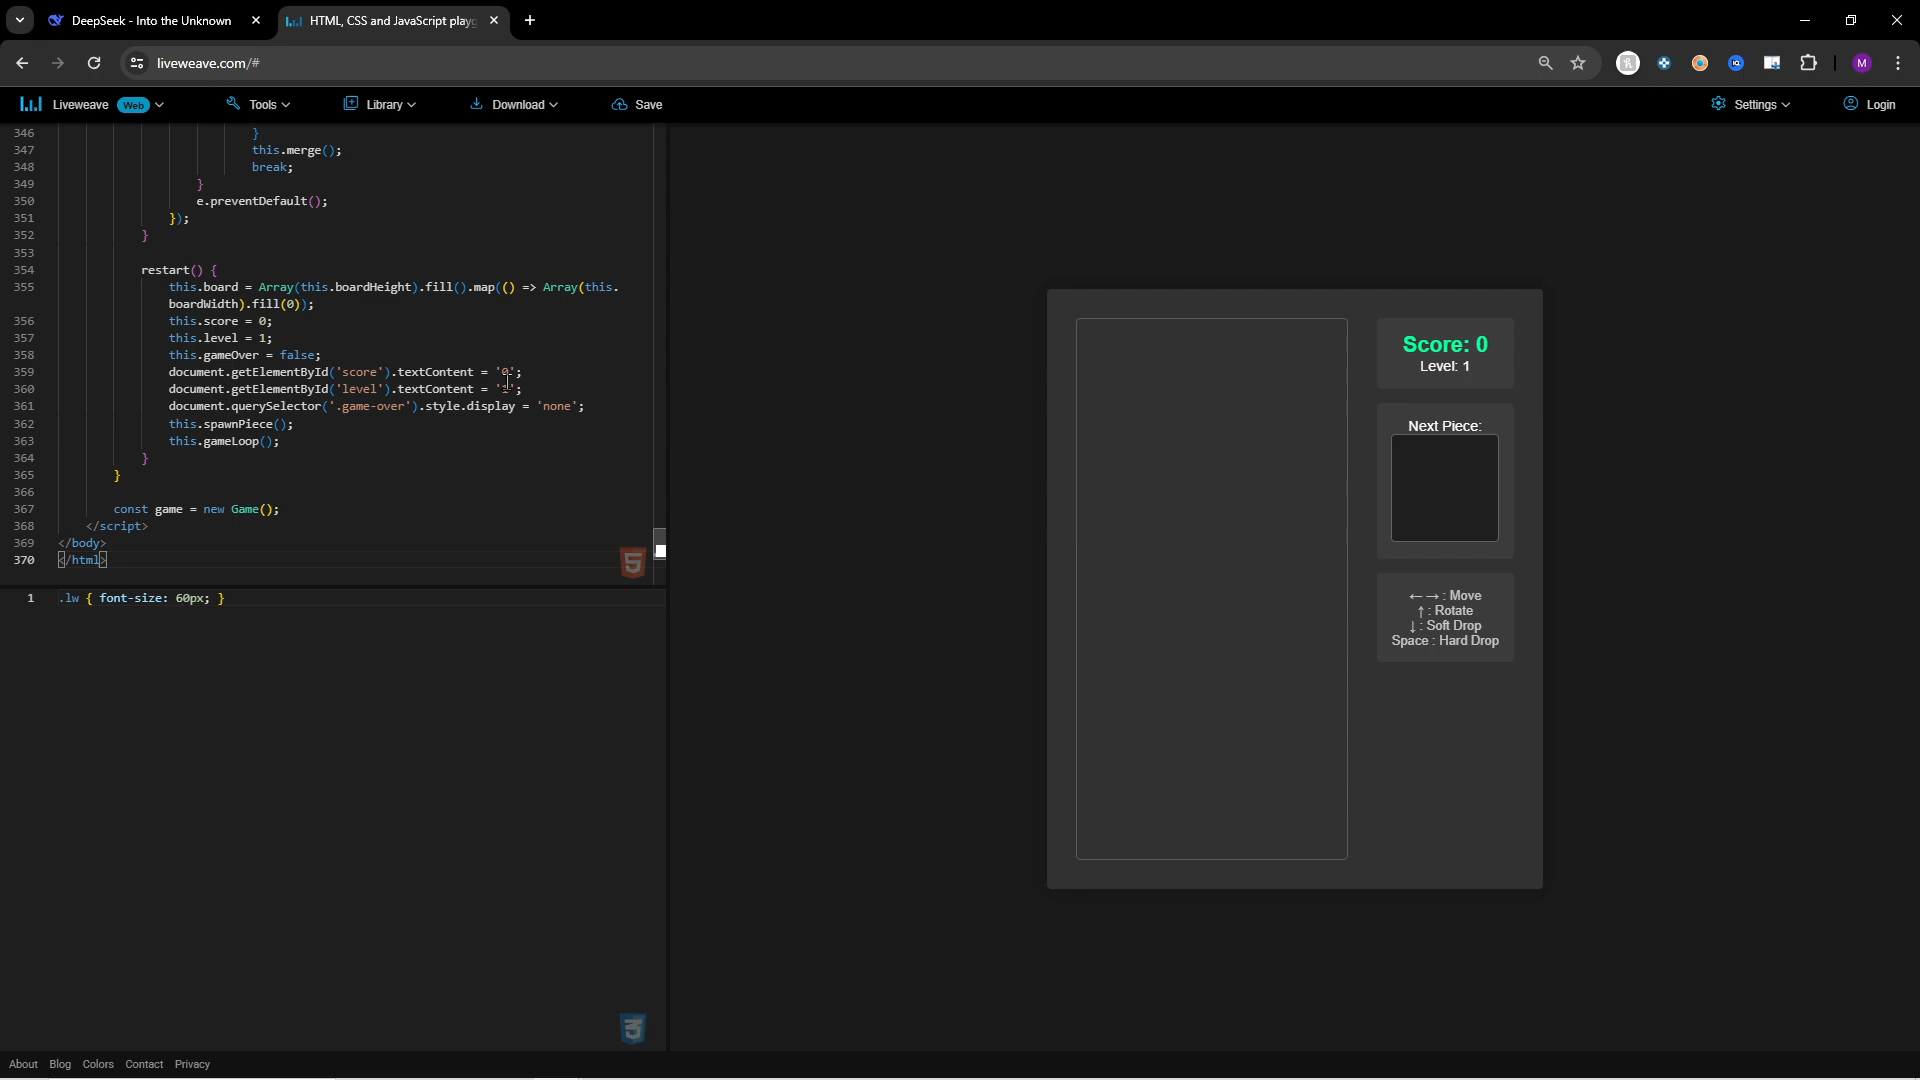 DeepSeek - Into the Unknown
HTML, CSS and JavaScript playg
liveweave.com/#
M
Liveweave Web
Tools
Library
Download
Save
Settings
Login
346 }
347 this.merge();
348 break;
349 }
350 e.preventDefault();
351 });
352 }
353
354 restart() {
355 this.board = Array(this.boardHeight).fill().map(() => Array(this.
boardWidth).fill(0));
356 this.score = 0;
357 this.level = 1;
358 this.gameOver = false;
359 document.getElementById('score').textContent = '0';
360 document.getElementById('level').textContent = '1';
361 document.querySelector('.game-over').style.display = 'none';
362 this.spawnPiece();
363 this.gameLoop();
364 }
365 }
366
367 const game = new Game();
368 </script>
369 </body>
370 </html>
5
1 .lw { font-size: 60px; }
3
Score: 0
Level: 1
Next Piece:
←→ : Move
↑ : Rotate
↓ : Soft Drop
Space : Hard Drop
About Blog Colors Contact Privacy